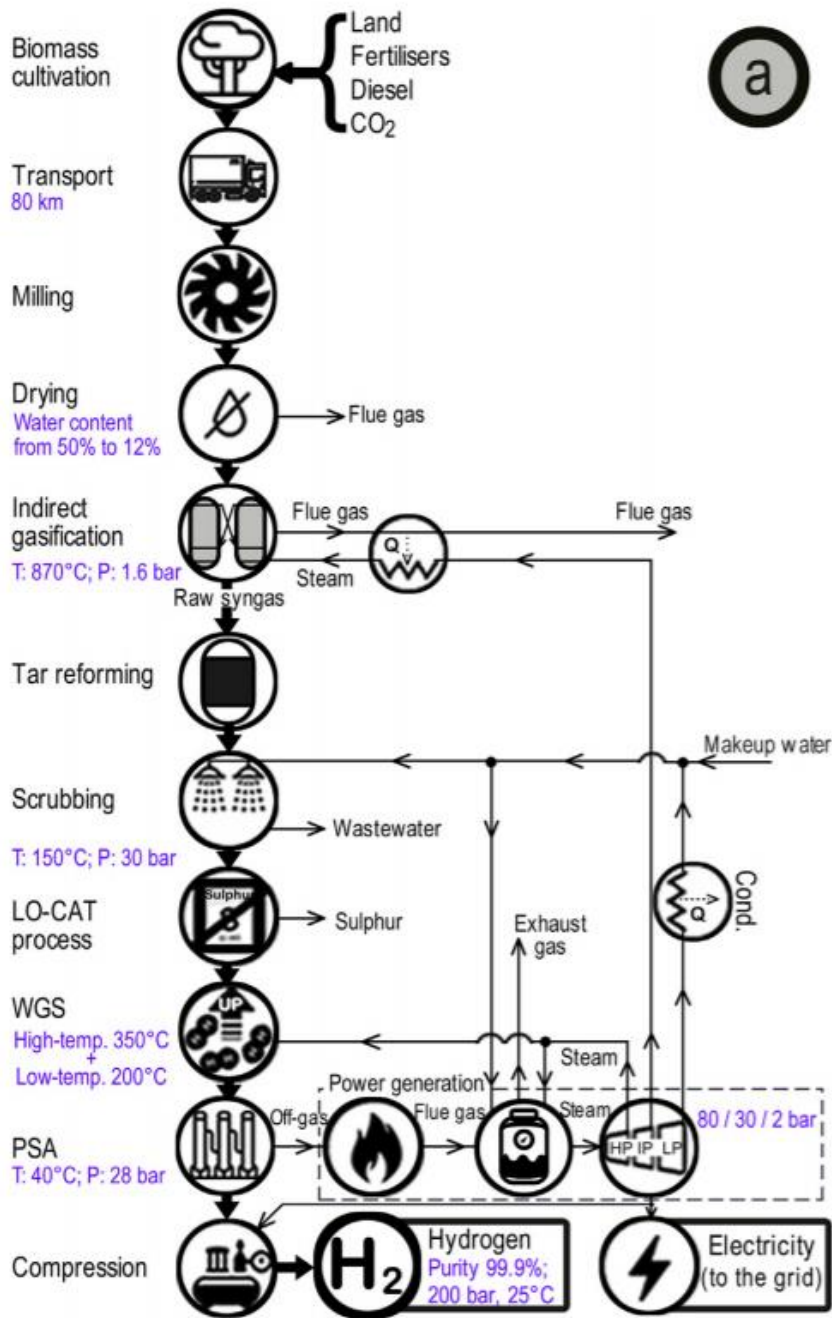 Biomass
cultivation
Land
Fertilisers
Diesel
CO₂
a
Transport
80 km
Milling
Drying
Water content
from 50% to 12%
Flue gas
Indirect
gasification
T: 870°C; P: 1.6 bar
Flue gas
Flue gas
Q
Steam
Raw syngas
Tar reforming
Makeup water
Scrubbing
T: 150°C; P: 30 bar
Wastewater
Cond.
Q
LO-CAT
process
Sulphur
S
Sulphur
Exhaust
gas
WGS
High-temp. 350°C
+
Low-temp. 200°C
UP
Steam
Power generation
PSA
T: 40°C; P: 28 bar
Off-gas
Flue gas
Steam
HP IP LP
80 / 30 / 2 bar
Compression
H₂
Hydrogen
Purity 99.9%;
200 bar, 25°C
Electricity
(to the grid)